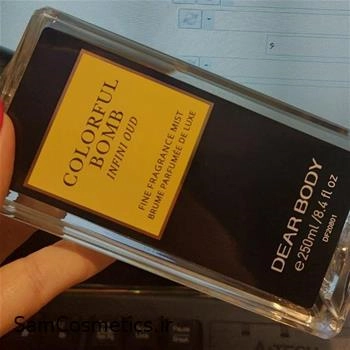 COLORFUL
BOMB
INFINI OUD
FINE FRAGRANCE MIST
BRUME PARFUMÉE DE LUXE
DEAR BODY
e250ml/8.4 fl oz
DF20801
SamCosmetics.ir